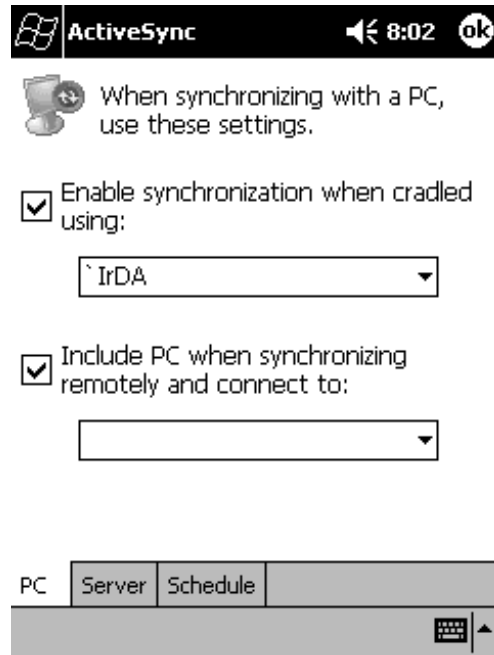 ActiveSync 8:02 ok
When synchronizing with a PC,
use these settings.
Enable synchronization when cradled
using:
` IrDA
Include PC when synchronizing
remotely and connect to:
PC Server Schedule